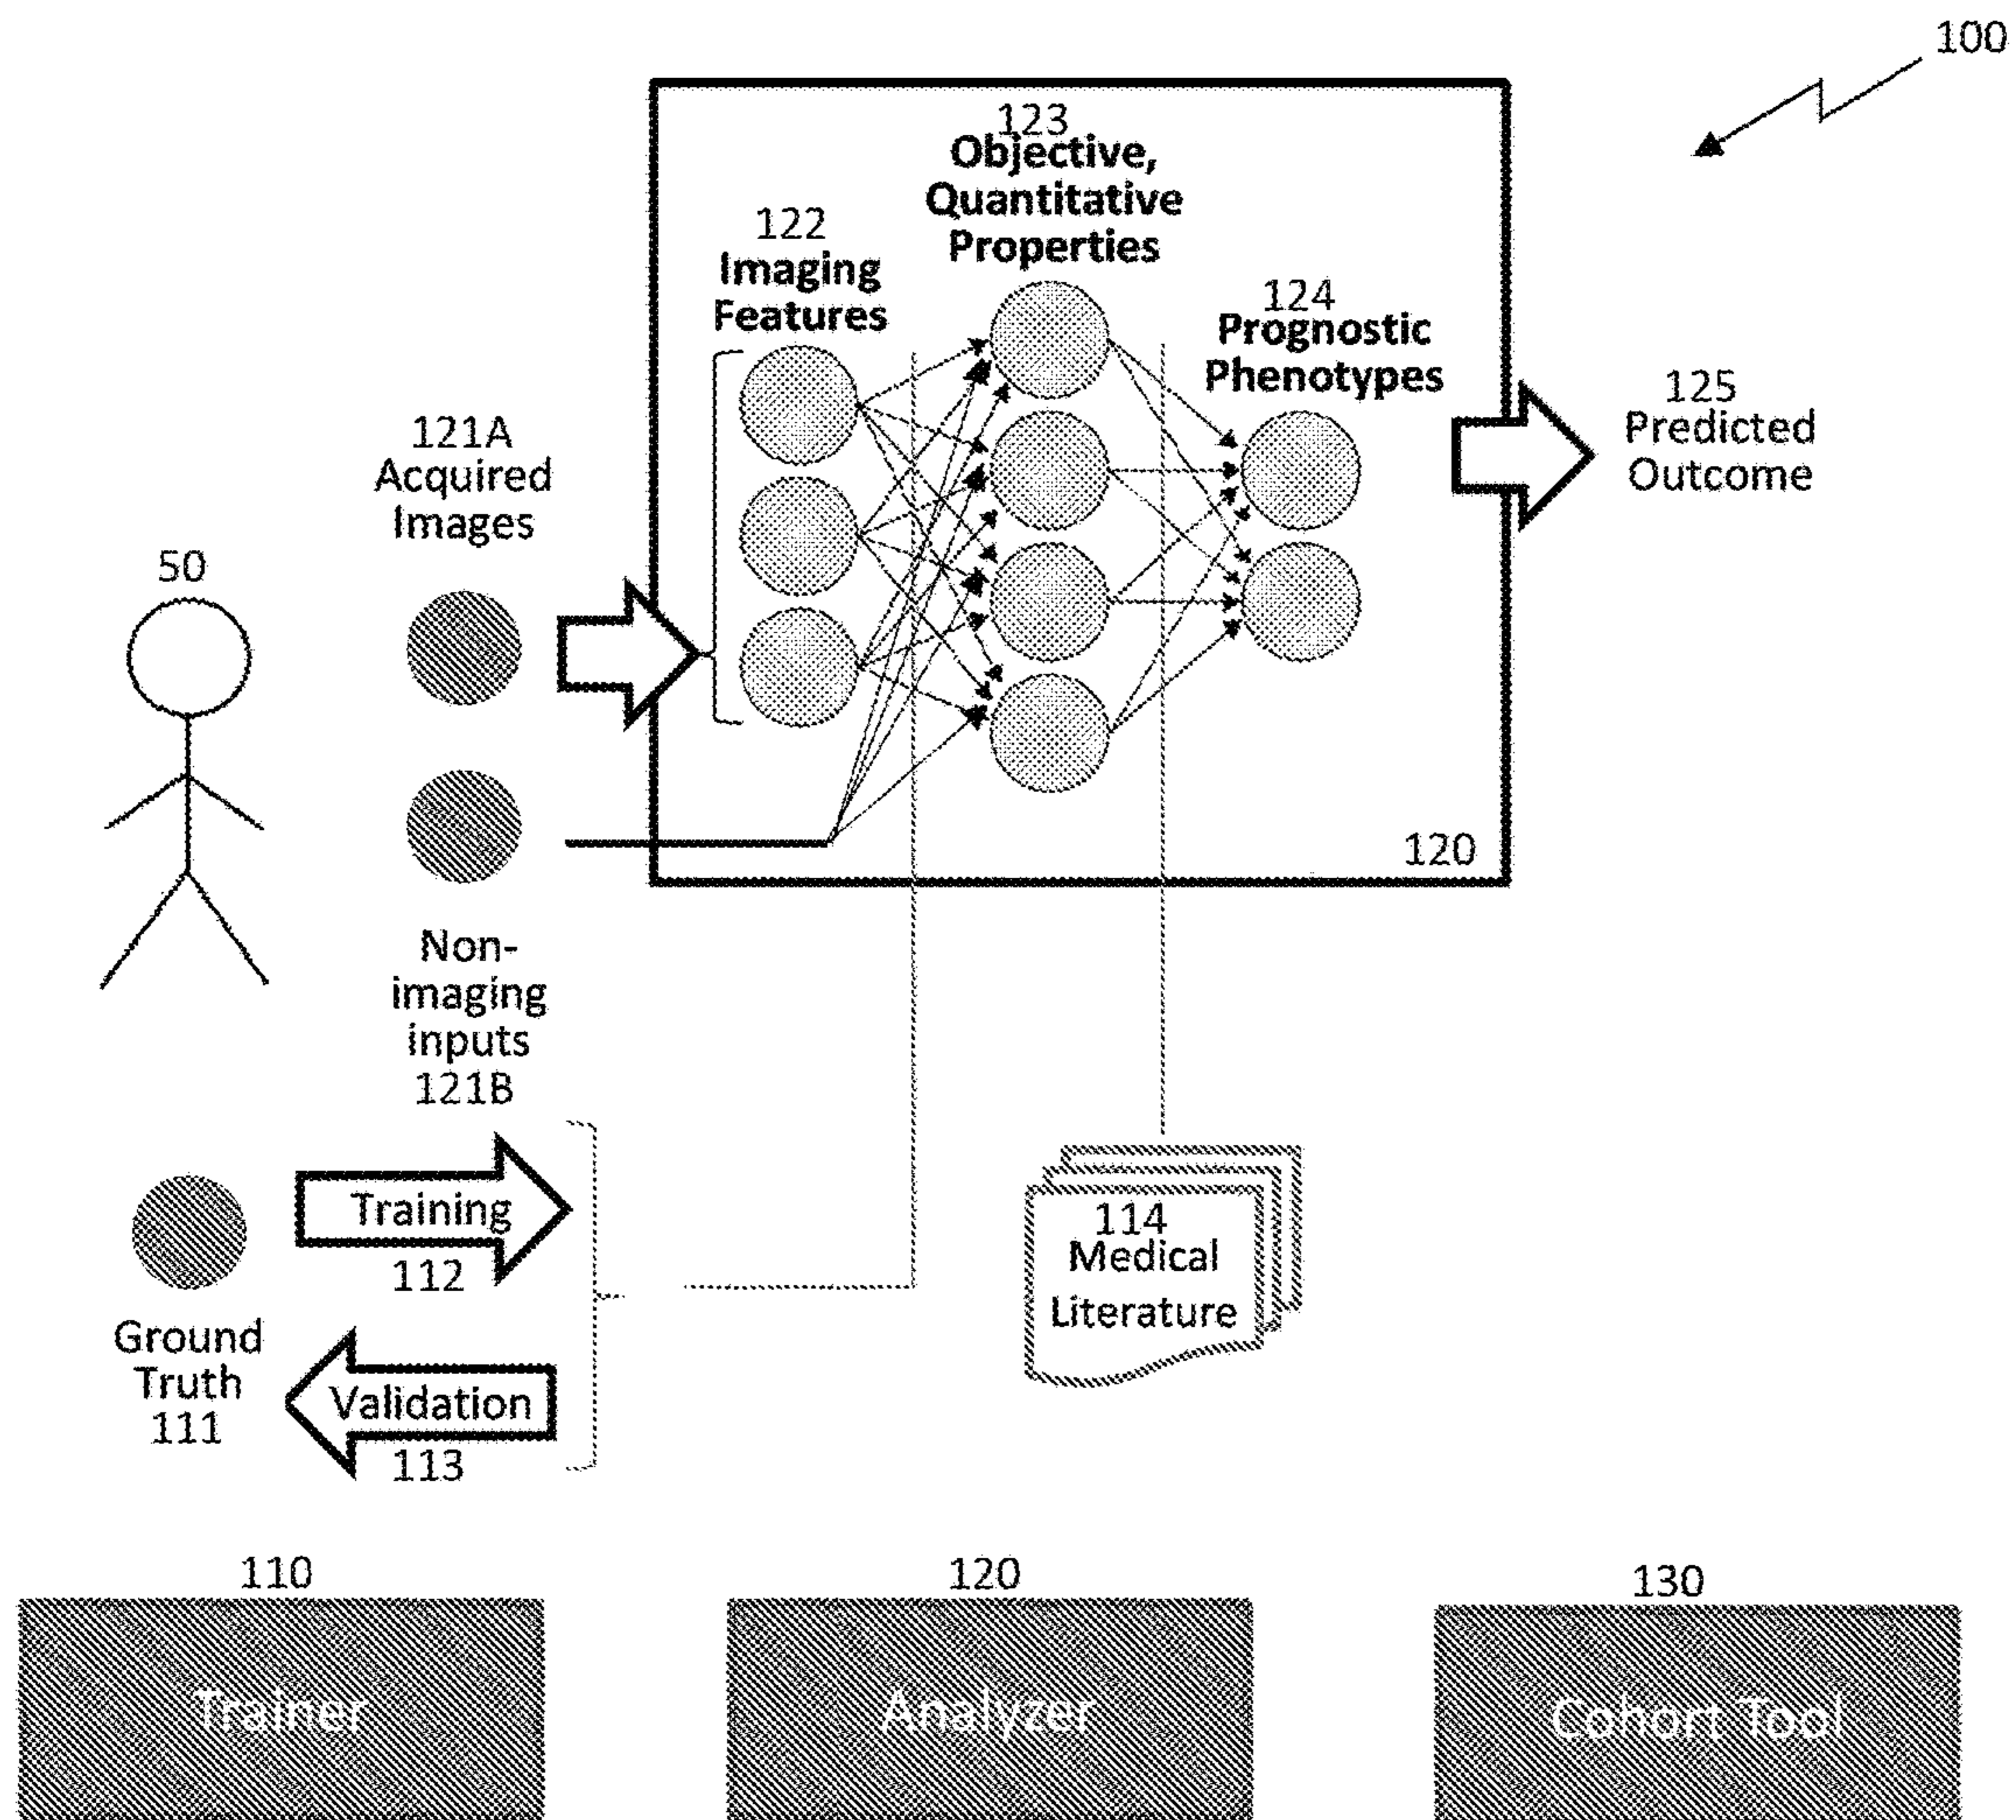 100
123
Objective,
Quantitative
Properties
122
Imaging
Features
124
Prognostic
Phenotypes
125
Predicted
Outcome
121A
Acquired
Images
50
120
Non-
imaging
inputs
121B
Training
112
114
Medical
Literature
Ground
Truth
111
Validation
113
110
Trainer
120
Analyzer
130
Cohort Tool